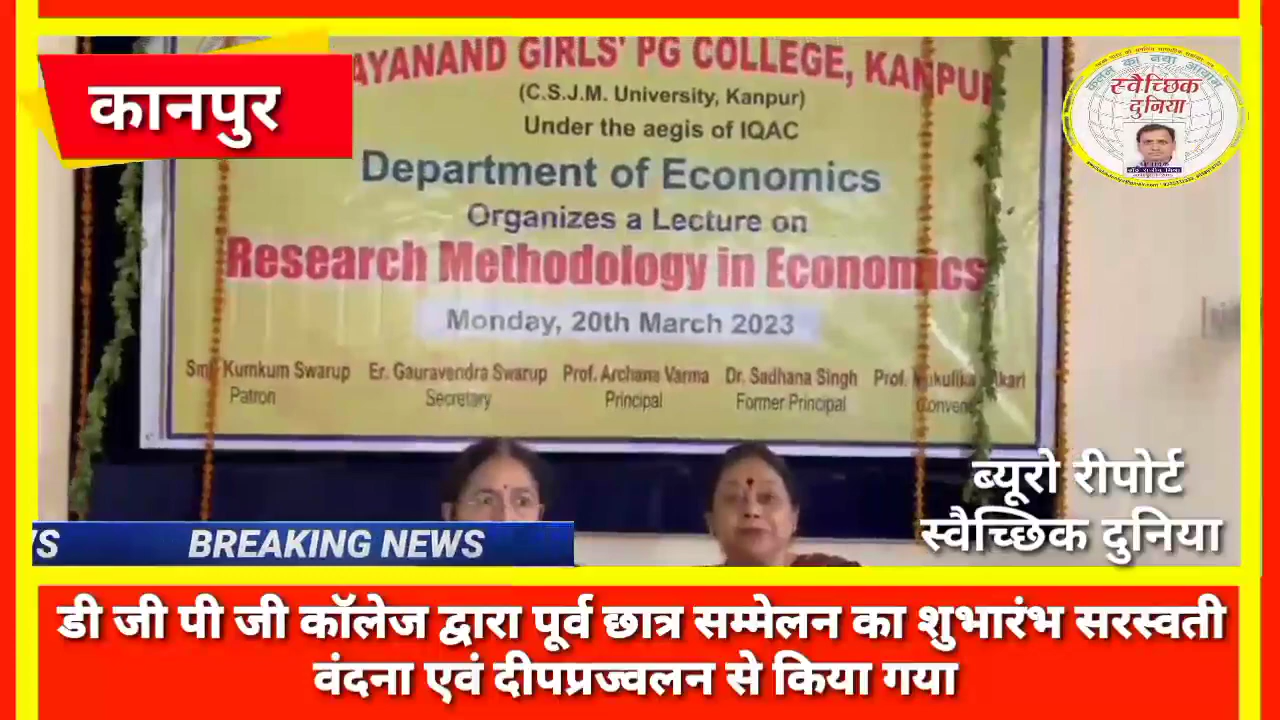 कानपुर
AYANAND GIRLS' PG COLLEGE, KANPUR
(C.S.J.M. University, Kanpur)
Under the aegis of IQAC
Department of Economics
Organizes a Lecture on
Research Methodology in Economics
Monday, 20th March 2023
Kumkum Swarup Er. Gauravendra Swarup Prof. Archana Varma Dr. Sadhana Singh Prof.
Patron Secretary Principal Former Principal
स्वैच्छिक
दुनिया
ब्यूरो रीपोर्ट
स्वैच्छिक दुनिया
BREAKING NEWS
डी जी पी जी कॉलेज द्वारा पूर्व छात्र सम्मेलन का शुभारंभ सरस्वती
वंदना एवं दीपप्रज्वलन से किया गया